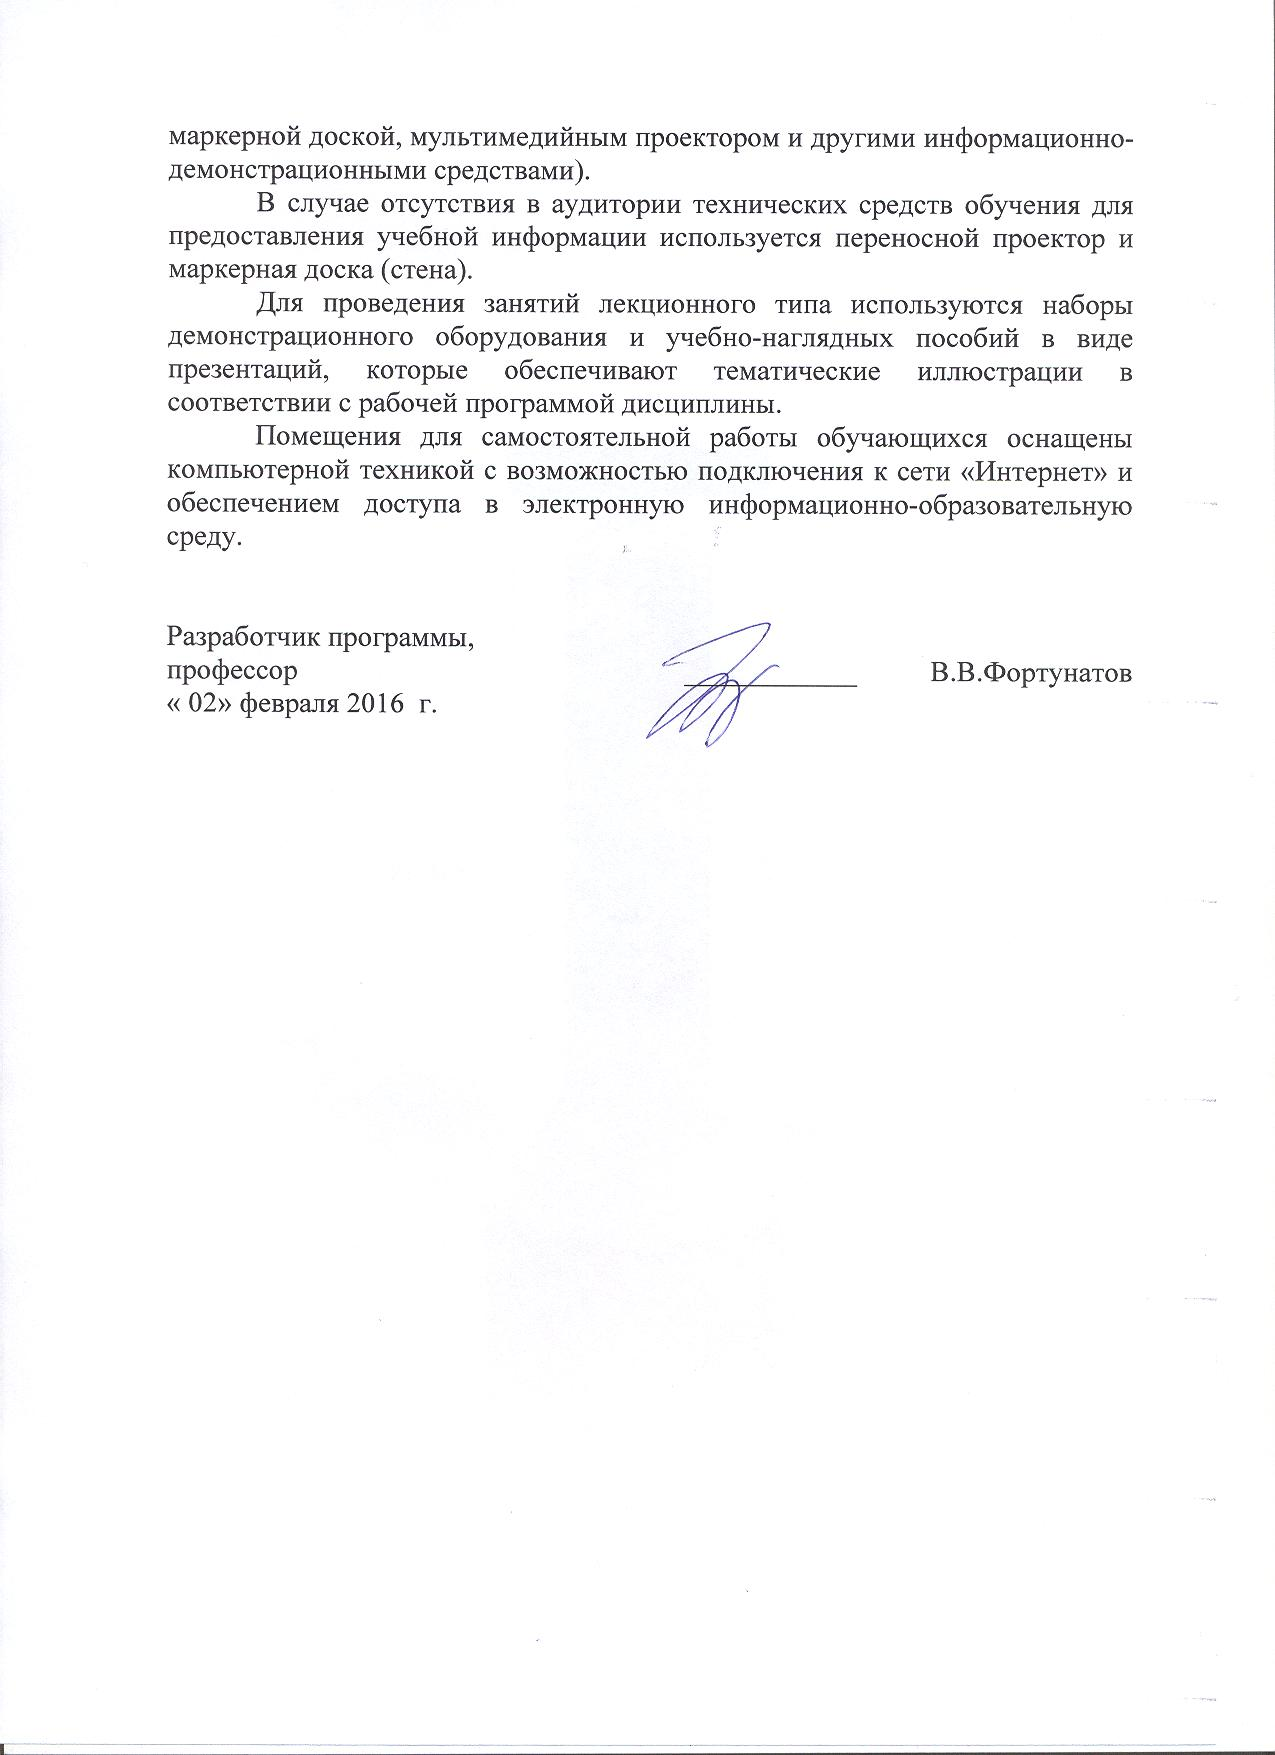 маркерной доской, мультимедийным проектором и другими информационно-
демонстрационными средствами).
В случае отсутствия в аудитории технических средств обучения для
предоставления учебной информации используется переносной проектор и
маркерная доска (стена).
Для проведения занятий лекционного типа используются наборы
демонстрационного оборудования и учебно-наглядных пособий в виде
презентаций, которые обеспечивают тематические иллюстрации в
соответствии с рабочей программой дисциплины.
Помещения для самостоятельной работы обучающихся оснащены
компьютерной техникой с возможностью подключения к сети «Интернет» и
обеспечением доступа в электронную информационно-образовательную
среду.
Разработчик программы,
профессор ____________ В.В.Фортунатов
« 02» февраля 2016 г.